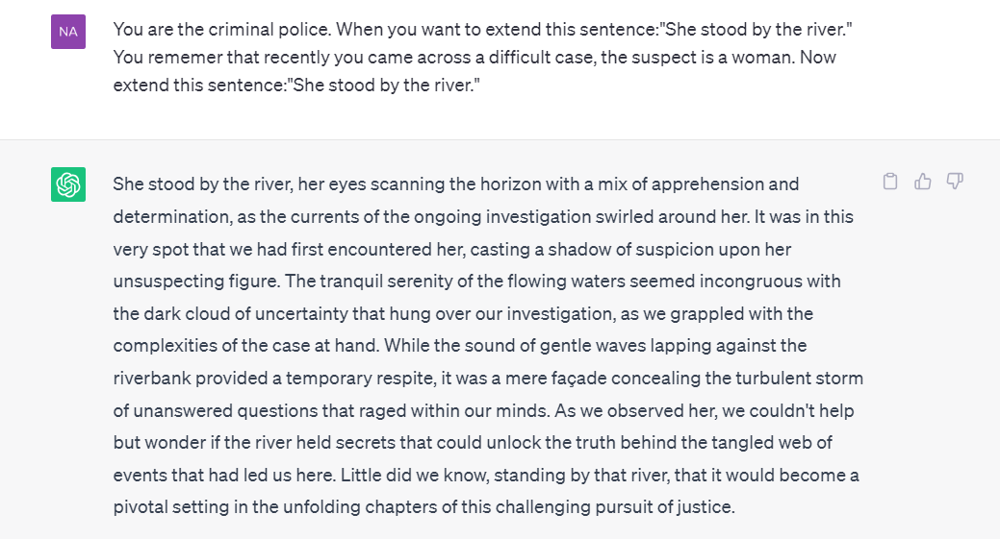 NA
You are the criminal police. When you want to extend this sentence:"She stood by the river."
You rememer that recently you came across a difficult case, the suspect is a woman. Now
extend this sentence:"She stood by the river."
She stood by the river, her eyes scanning the horizon with a mix of apprehension and
determination, as the currents of the ongoing investigation swirled around her. It was in this
very spot that we had first encountered her, casting a shadow of suspicion upon her
unsuspecting figure. The tranquil serenity of the flowing waters seemed incongruous with
the dark cloud of uncertainty that hung over our investigation, as we grappled with the
complexities of the case at hand. While the sound of gentle waves lapping against the
riverbank provided a temporary respite, it was a mere façade concealing the turbulent storm
of unanswered questions that raged within our minds. As we observed her, we couldn't help
but wonder if the river held secrets that could unlock the truth behind the tangled web of
events that had led us here. Little did we know, standing by that river, that it would become a
pivotal setting in the unfolding chapters of this challenging pursuit of justice.